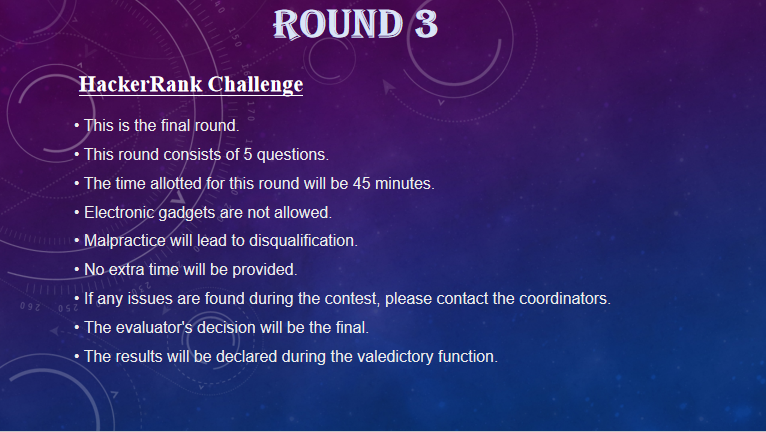 ROUND 3
HackerRank Challenge
• This is the final round.
• This round consists of 5 questions.
• The time allotted for this round will be 45 minutes.
• Electronic gadgets are not allowed.
• Malpractice will lead to disqualification.
• No extra time will be provided.
• If any issues are found during the contest, please contact the coordinators.
• The evaluator's decision will be the final.
• The results will be declared during the valedictory function.